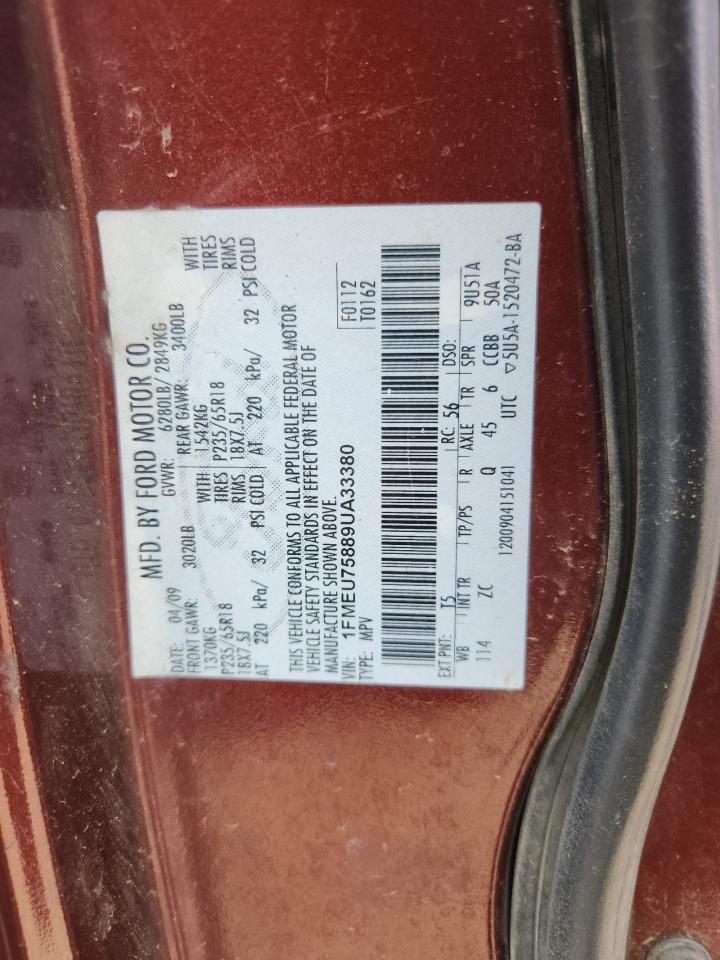 MFD. BY FORD MOTOR CO.
DATE: 04/09 GVWR: 6280LB/ 2849KG
FRONT GAWR: 3020LB REAR GAWR: 3400LB
1370KG WITH 1542KG WITH
P235/65R18 TIRES P235/65R18 TIRES
18X7.5J RIMS 18X7.5J RIMS
AT 220 kPa/ 32 PSI COLD AT 220 kPa/ 32 PSI COLD
THIS VEHICLE CONFORMS TO ALL APPLICABLE FEDERAL MOTOR
VEHICLE SAFETY STANDARDS IN EFFECT ON THE DATE OF
MANUFACTURE SHOWN ABOVE.
VIN: 1FMEU75889UA33380 F0112
TYPE: MPV T0162
EXT PNT: T5 RC: 56 DSO:
WB INT TR TP/PS R AXLE TR SPR 9U51A
114 ZC Q 45 6 CCBB 50A
1200904151041 UTC ▽5U5A-1520472-BA